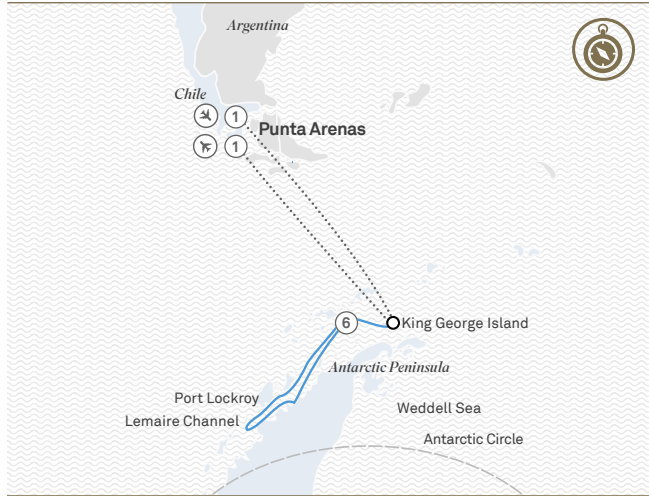 Argentina
Chile
1
Punta Arenas
1
6
King George Island
Antarctic Peninsula
Port Lockroy
Weddell Sea
Lemaire Channel
Antarctic Circle